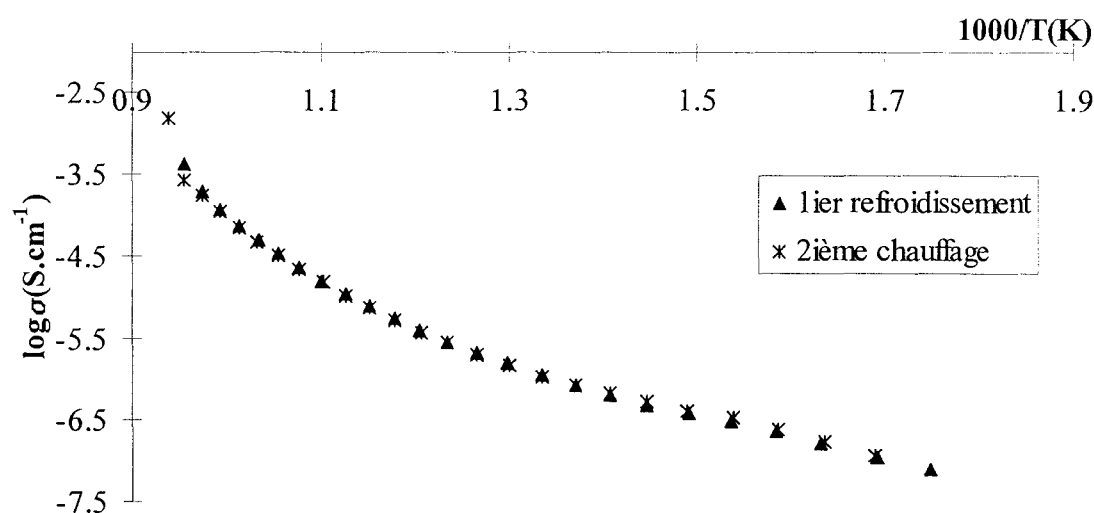 1000/T(K)
0.9 1.1 1.3 1.5 1.7 1.9
-2.5
-3.5
-4.5
-5.5
-6.5
-7.5
logσ(S.cm⁻¹)
1ier refroidissement
2ième chauffage